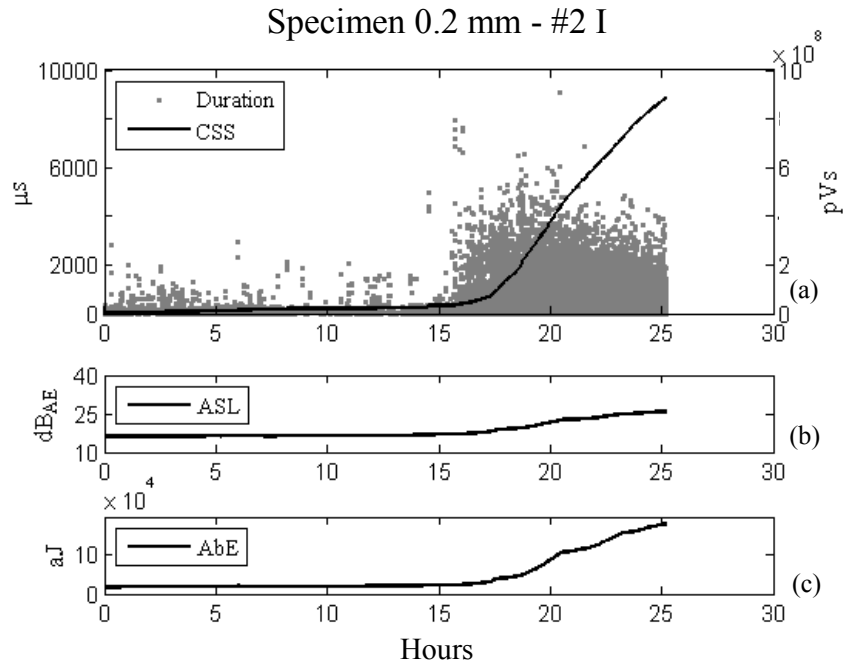 Specimen 0.2 mm - #2 I
× 10^8
10000
8000
6000
4000
2000
0
µs
Duration
CSS
10
8
6
4
2
0
pVs
(a)
0 5 10 15 20 25 30
40
25
10
dB_AE
ASL
(b)
0 5 10 15 20 25 30
× 10^4
10
0
aJ
AbE
(c)
0 5 10 15 20 25 30
Hours